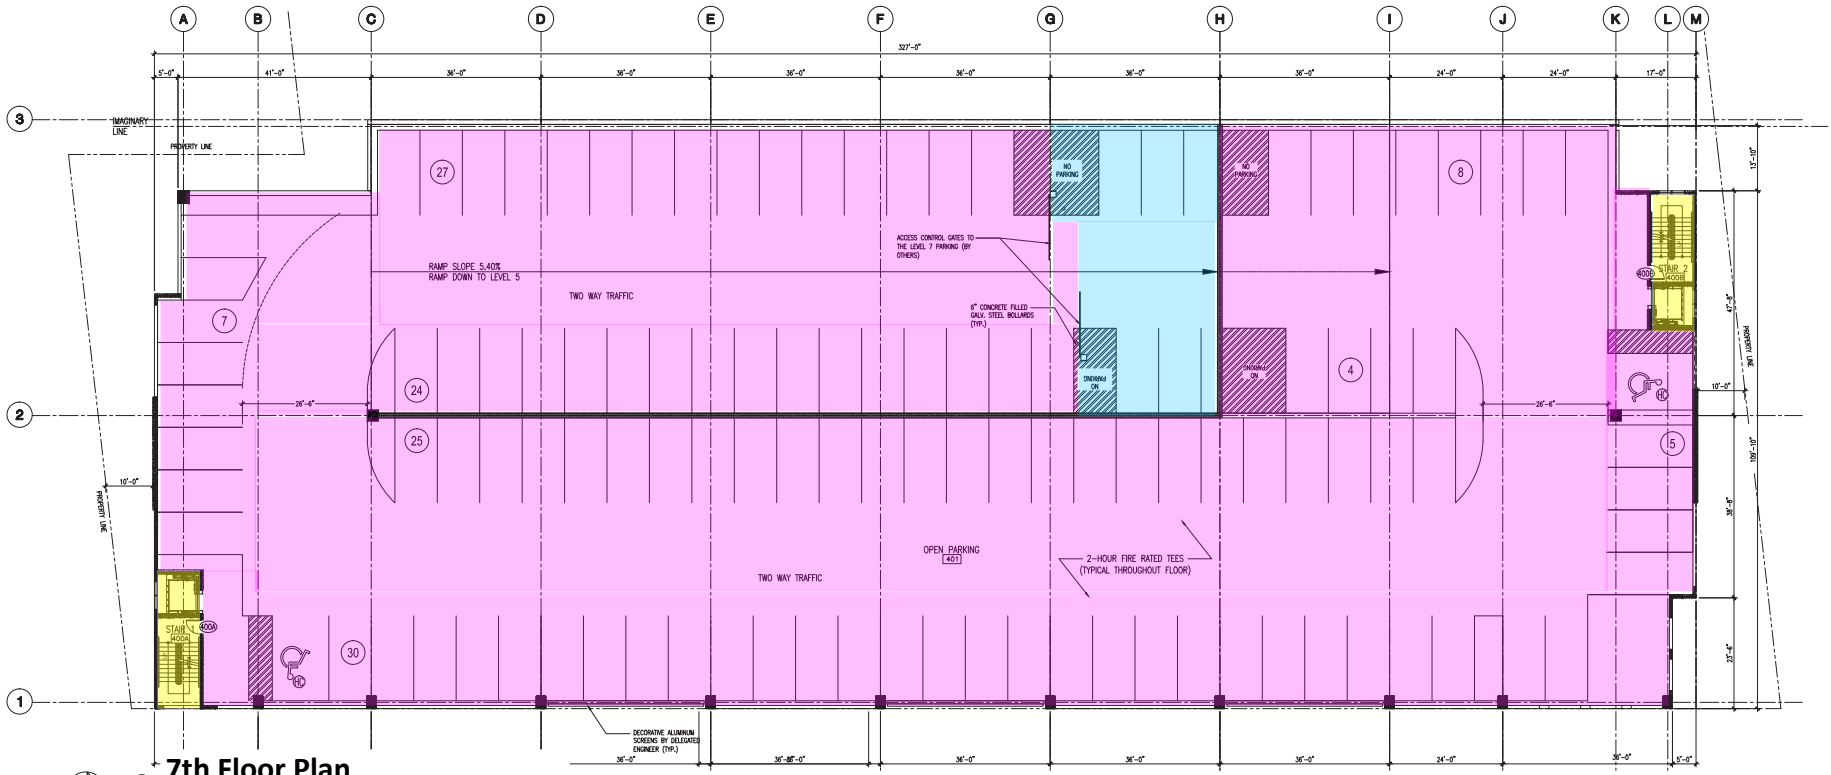 A B C D E F G H I J K L M
327'-0"
5'-0" 41'-0" 36'-0" 36'-0" 36'-0" 36'-0" 36'-0" 36'-0" 24'-0" 24'-0" 17'-0"
3
IMAGINARY
LINE
PROPERTY LINE
13'-10"
27
NO
PARKING
NO
PARKING
8
ACCESS CONTROL GATES TO
THE LEVEL 7 PARKING (BY
OTHERS)
RAMP SLOPE 5.40%
RAMP DOWN TO LEVEL 5
TWO WAY TRAFFIC
400B
STAIR 2
400B
47'-8"
6" CONCRETE FILLED
GALV. STEEL BOLLARDS
(TYP.)
7
PROPERTY LINE
24
NO
PARKING
NO
PARKING
4
HC
10'-0"
26'-6"
26'-6"
2
25
5
109'-10"
10'-0"
PROPERTY LINE
38'-8"
OPEN PARKING
401
2-HOUR FIRE RATED TEES
(TYPICAL THROUGHOUT FLOOR)
TWO WAY TRAFFIC
STAIR 1
400A
400A
30
HC
23'-6"
1
DECORATIVE ALUMINUM
SCREENS BY DELEGATED
ENGINEER (TYP.)
36'-0" 36'-0" 36'-0" 36'-0" 24'-0" 36'-0" 5'-0"
7th Floor Plan